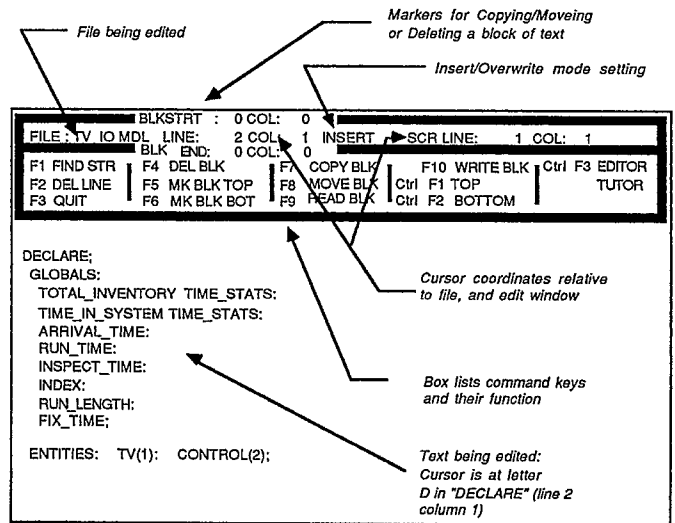 File being edited
Markers for Copying/Moveing
or Deleting a block of text
Insert/Overwrite mode setting
BLKSTRT : 0 COL: 0
FILE : TV IO MDL LINE: 2 COL: 1 INSERT SCR LINE: 1 COL: 1
BLK END: 0 COL: 0
F1 FIND STR F4 DEL BLK F7 COPY BLK F10 WRITE BLK Ctrl F3 EDITOR
F2 DEL LINE F5 MK BLK TOP F8 MOVE BLK Ctrl F1 TOP TUTOR
F3 QUIT F6 MK BLK BOT F9 READ BLK Ctrl F2 BOTTOM
DECLARE;
GLOBALS:
TOTAL_INVENTORY TIME_STATS:
TIME_IN_SYSTEM TIME_STATS:
ARRIVAL_TIME:
RUN_TIME:
INSPECT_TIME:
INDEX:
RUN_LENGTH:
FIX_TIME;
ENTITIES: TV(1): CONTROL(2);
Cursor coordinates relative
to file, and edit window
Box lists command keys
and their function
Text being edited:
Cursor is at letter
D in "DECLARE" (line 2
column 1)